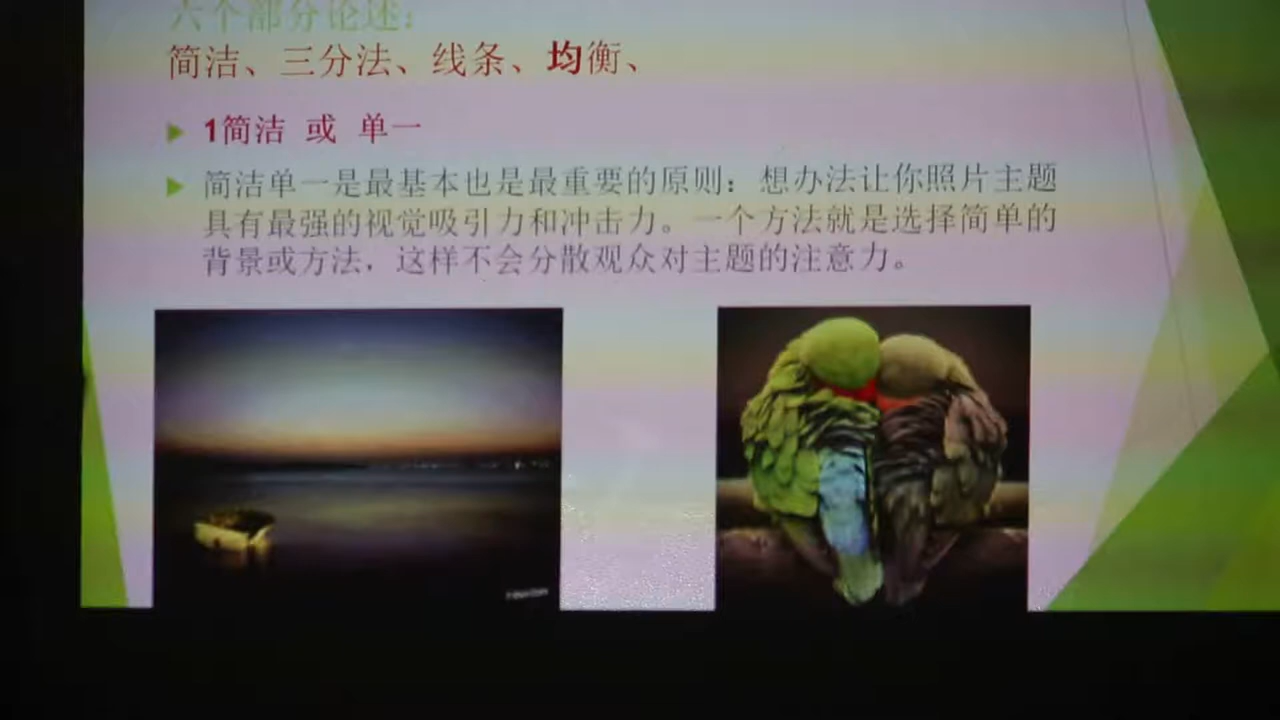 六个部分论述：
简洁、三分法、线条、均衡、
1简洁 或 单一
简洁单一是最基本也是最重要的原则：想办法让你照片主题
具有最强的视觉吸引力和冲击力。一个方法就是选择简单的
背景或方法，这样不会分散观众对主题的注意力。